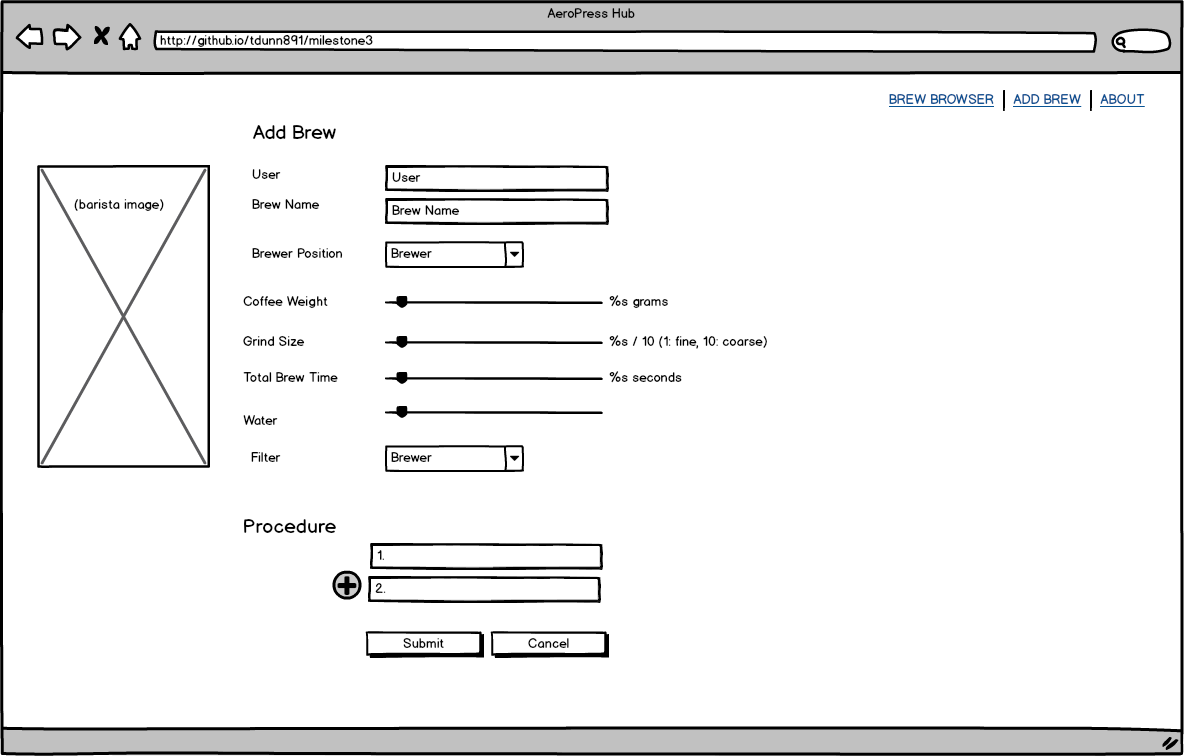 AeroPress Hub
http://github.io/tdunn891/milestone3
BREW BROWSER ADD BREW ABOUT
Add Brew
(barista image)
User User
Brew Name Brew Name
Brewer Position Brewer
Coffee Weight %s grams
Grind Size %s / 10 (1: fine, 10: coarse)
Total Brew Time %s seconds
Water
Filter Brewer
Procedure
1.
2.
Submit Cancel